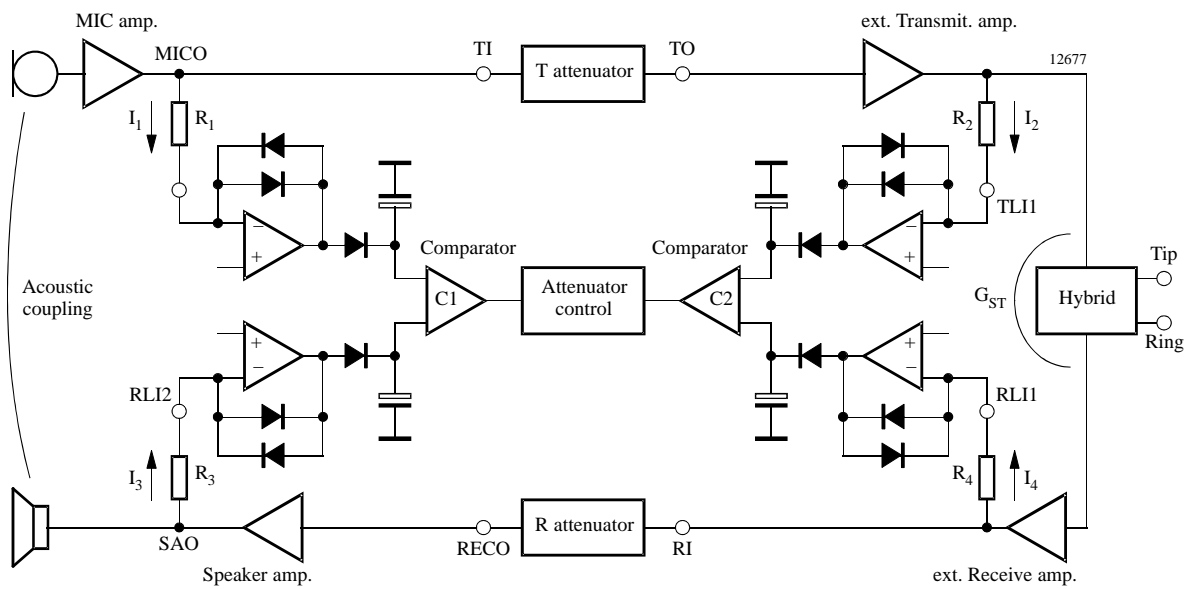 MIC amp.
ext. Transmit. amp.
MICO
TI
T attenuator
TO
12677
I1
R1
R2
I2
TLI1
−
+
−
+
Comparator
Comparator
Tip
Acoustic
coupling
C1
Attenuator
control
C2
GST
Hybrid
Ring
+
−
+
−
RLI2
RLI1
I3
R3
R4
I4
SAO
RECO
R attenuator
RI
Speaker amp.
ext. Receive amp.